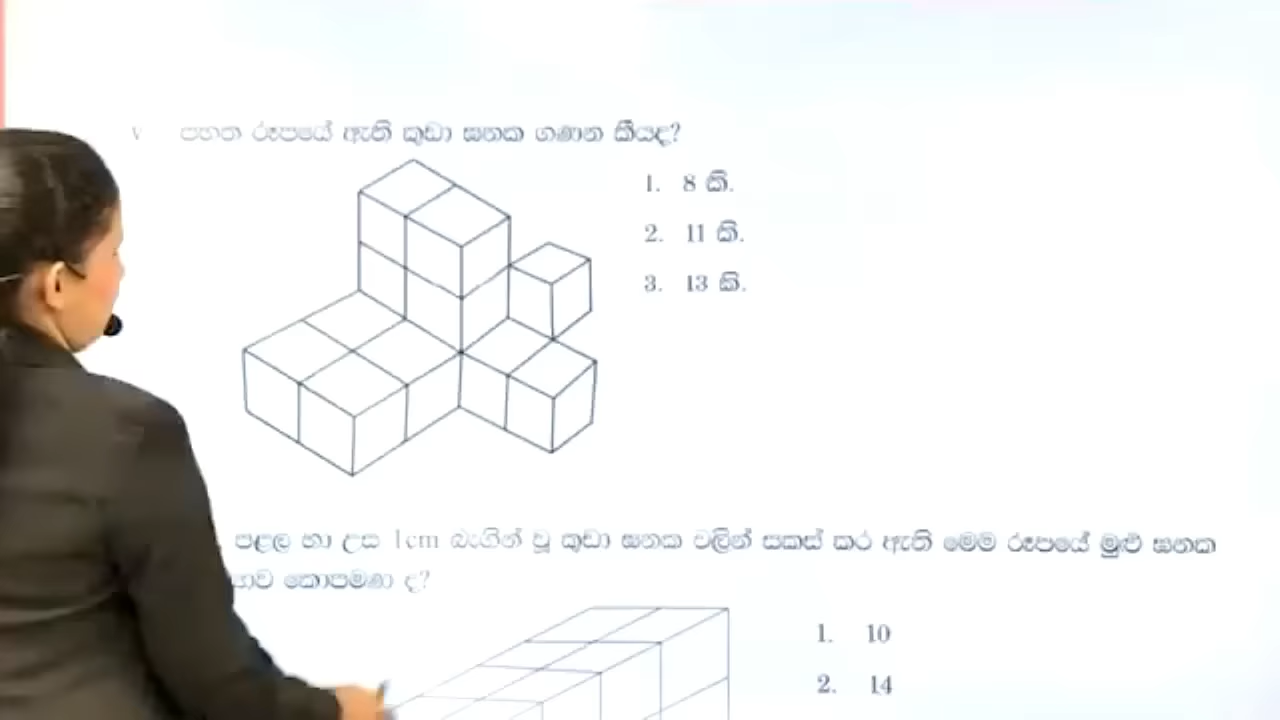 පහත රූපයේ ඇති කුඩා ඝනක ගණන කීයද?
1. 8 කි.
2. 11 කි.
3. 13 කි.
පළල හා උස 1cm බැගින් වූ කුඩා ඝනක වලින් සකස් කර ඇති මෙම රූපයේ මුළු ඝනක
කොපමණ ද?
1. 10
2. 14